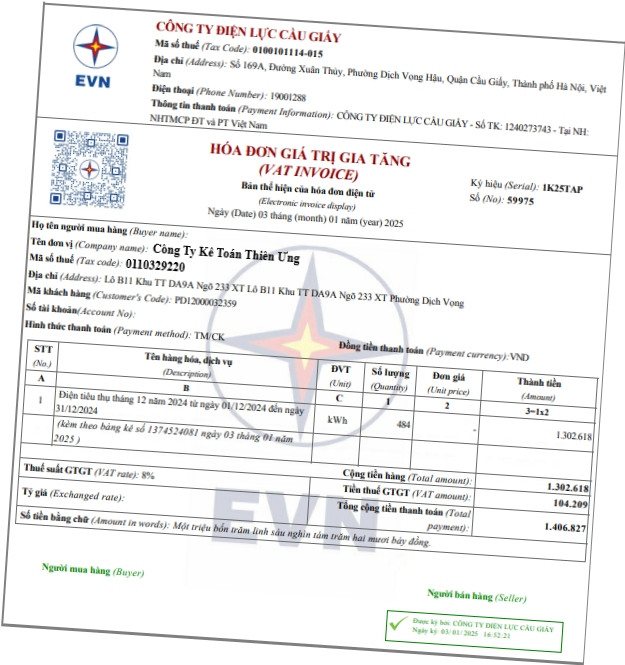 CÔNG TY ĐIỆN LỰC CẦU GIẤY
Mã số thuế (Tax Code): 0100101114-015
Địa chỉ (Address): Số 169A, Đường Xuân Thủy, Phường Dịch Vọng Hậu, Quận Cầu Giấy, Thành phố Hà Nội, Việt
Nam
Điện thoại (Phone Number): 19001288
Thông tin thanh toán (Payment Information): CÔNG TY ĐIỆN LỰC CẦU GIẤY - Số TK: 1240273743 - Tại NH:
NHTMCP ĐT và PT Việt Nam
EVN
HÓA ĐƠN GIÁ TRỊ GIA TĂNG
(VAT INVOICE)
Bản thể hiện của hóa đơn điện tử
(Electronic invoice display)
Ngày (Date) 03 tháng (month) 01 năm (year) 2025
Ký hiệu (Serial): 1K25TAP
Số (No): 59975
Họ tên người mua hàng (Buyer name):
Tên đơn vị (Company name): Công Ty Kế Toán Thiên Ưng
Mã số thuế (Tax code): 0110329220
Địa chỉ (Address): Lô B11 Khu TT DA9A Ngõ 233 XT Lô B11 Khu TT DA9A Ngõ 233 XT Phường Dịch Vọng
Mã khách hàng (Customer's Code): PD12000032359
Số tài khoản(Account No):
Hình thức thanh toán (Payment method): TM/CK
Đồng tiền thanh toán (Payment currency):VND
STT Tên hàng hóa, dịch vụ ĐVT Số lượng Đơn giá Thành tiền
(No.) (Description) (Unit) (Quantity) (Unit price) (Amount)
A B C 1 2 3=1x2
1 Điện tiêu thụ tháng 12 năm 2024 từ ngày 01/12/2024 đến ngày
31/12/2024 kWh 484 - 1.302.618
(kèm theo bảng kê số 1374524081 ngày 03 tháng 01 năm
2025 )
Cộng tiền hàng (Total amount): 1.302.618
Thuế suất GTGT (VAT rate): 8% Tiền thuế GTGT (VAT amount): 104.209
Tỷ giá (Exchanged rate): Tổng cộng tiền thanh toán (Total
payment): 1.406.827
Số tiền bằng chữ (Amount in words): Một triệu bốn trăm linh sáu nghìn tám trăm hai mươi bảy đồng.
EVN
Người mua hàng (Buyer)
Người bán hàng (Seller)
Được ký bởi: CÔNG TY ĐIỆN LỰC CẦU GIẤY
Ngày ký: 03/01/2025 16:52:21